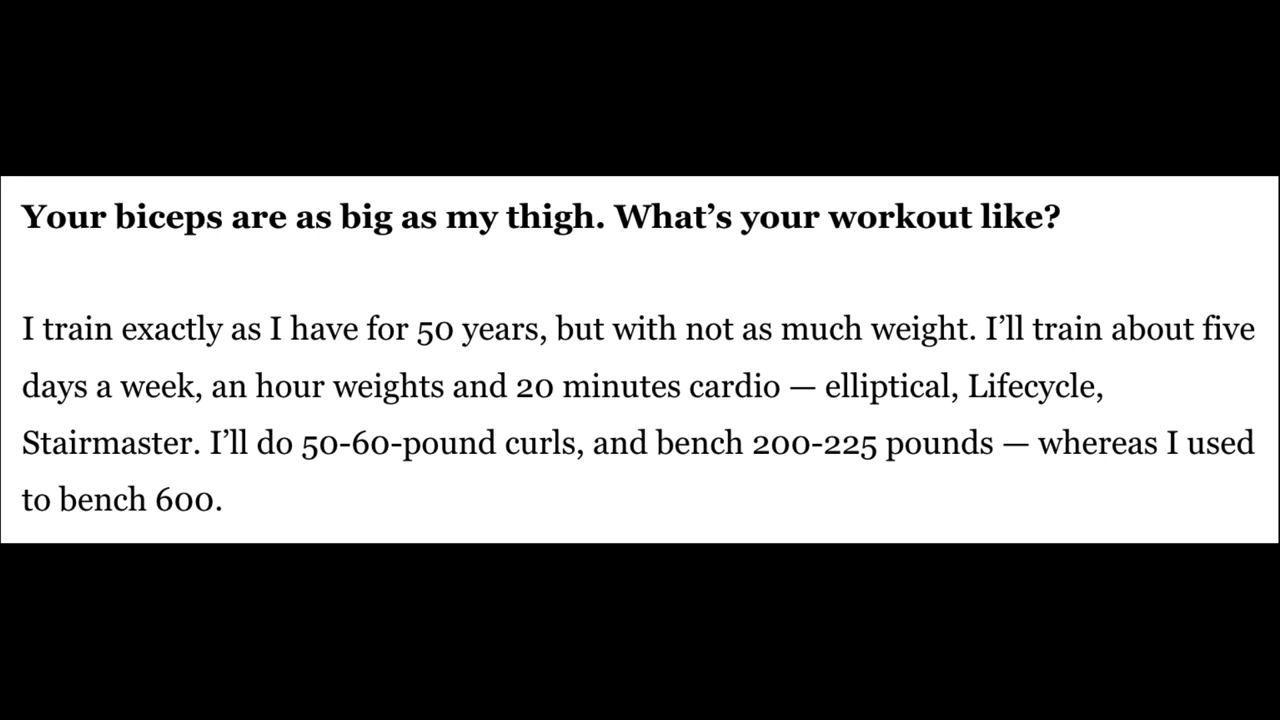 Your biceps are as big as my thigh. What’s your workout like?
I train exactly as I have for 50 years, but with not as much weight. I’ll train about five
days a week, an hour weights and 20 minutes cardio — elliptical, Lifecycle,
Stairmaster. I’ll do 50-60-pound curls, and bench 200-225 pounds — whereas I used
to bench 600.